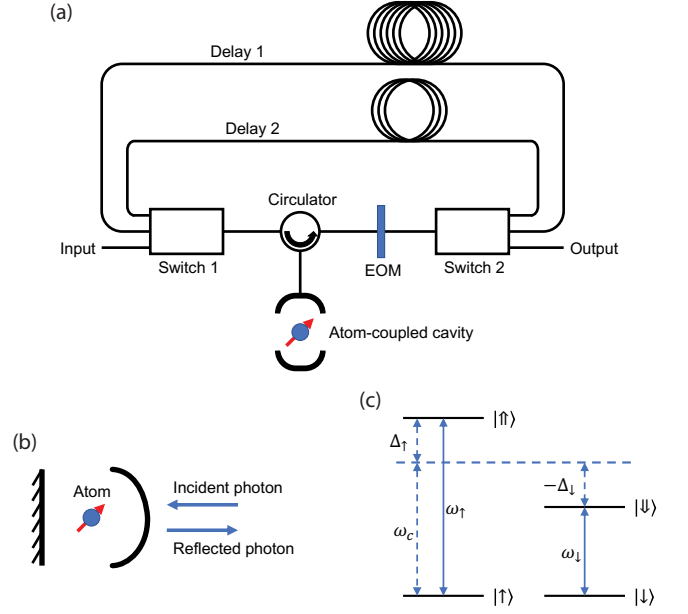 (a)
Delay 1
Delay 2
Circulator
Input
Switch 1
EOM
Switch 2
Output
Atom-coupled cavity
(b)
Atom
Incident photon
Reflected photon
(c)
|⇑⟩
Δ↑
−Δ↓
|⇓⟩
ω↑
ωc
ω↓
|↑⟩
|↓⟩